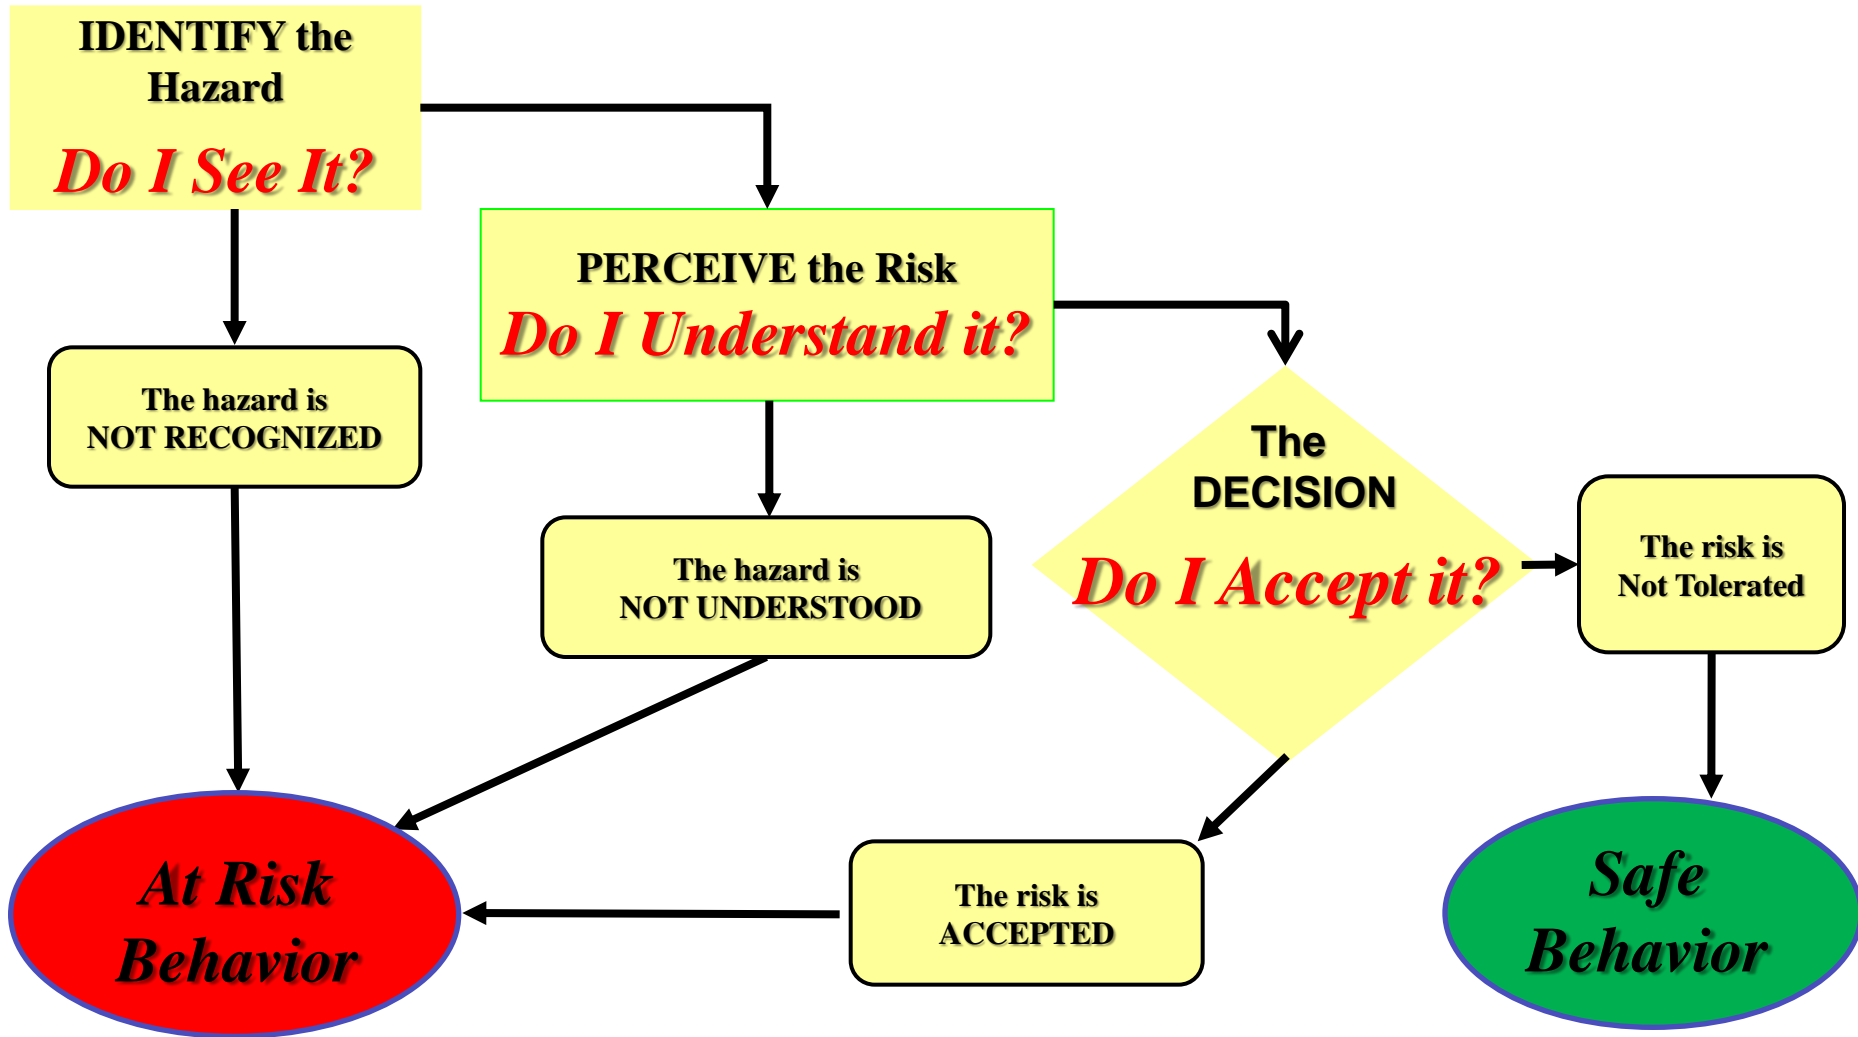 IDENTIFY the
Hazard
Do I See It?
PERCEIVE the Risk
Do I Understand it?
The hazard is
NOT RECOGNIZED
The
DECISION
Do I Accept it?
The hazard is
NOT UNDERSTOOD
The risk is
Not Tolerated
At Risk
Behavior
The risk is
ACCEPTED
Safe
Behavior